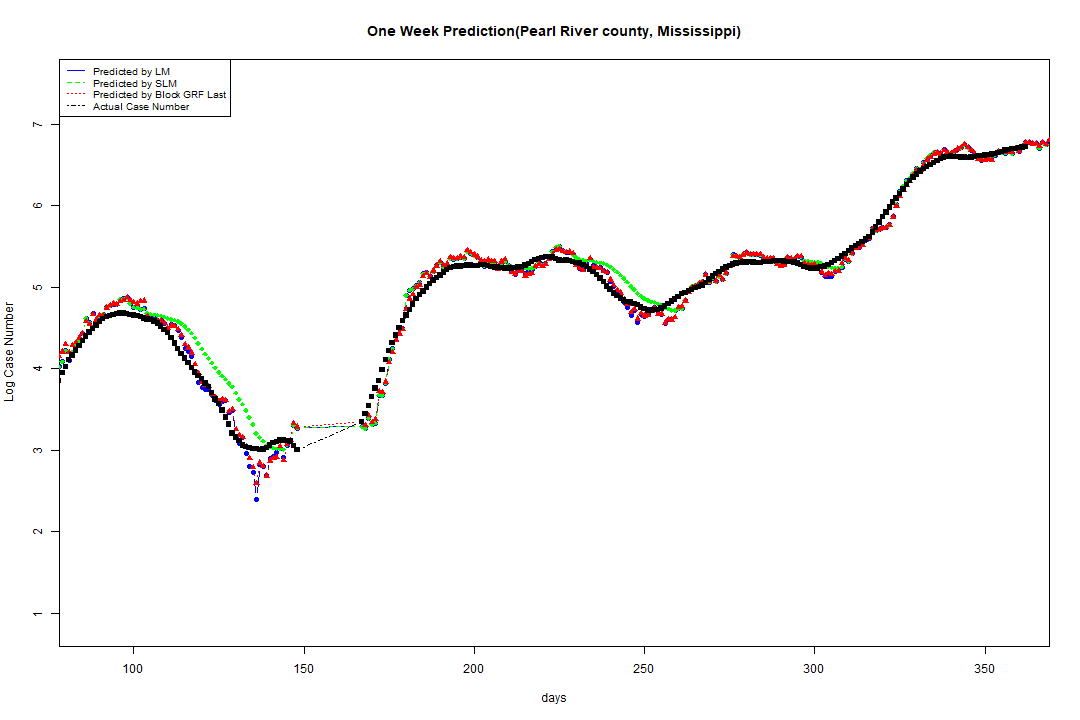 One Week Prediction(Pearl River county, Mississippi)
Predicted by LM
Predicted by SLM
Predicted by Block GRF Last
Actual Case Number
7
6
5
4
3
2
1
Log Case Number
100 150 200 250 300 350
days